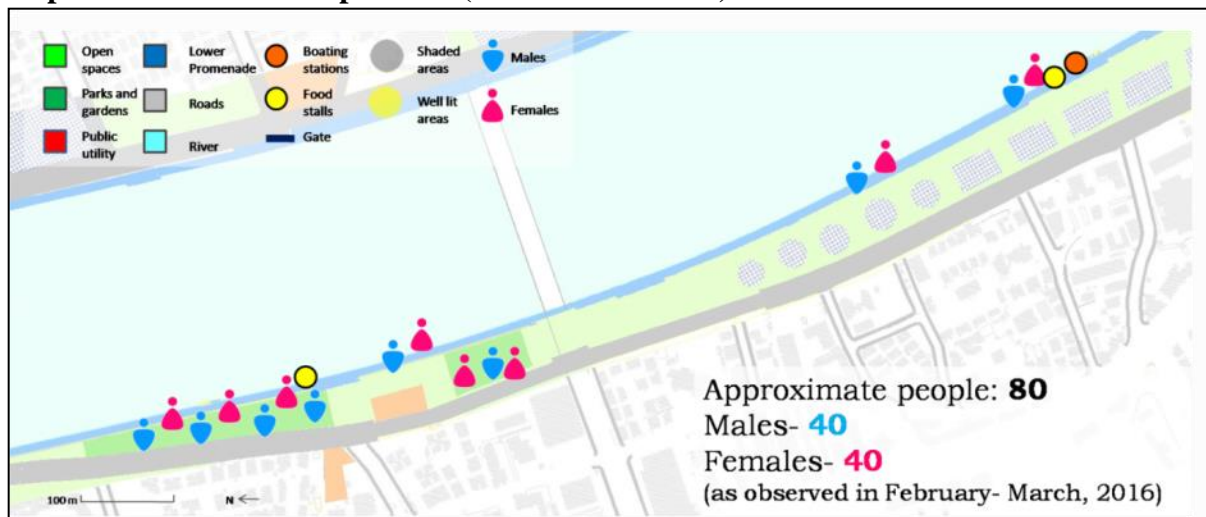 Open
spaces
Parks and
gardens
Public
utility
Lower
Promenade
Roads
River
Boating
stations
Food
stalls
Gate
Shaded
areas
Well lit
areas
Males
Females
Approximate people: 80
Males- 40
Females- 40
(as observed in February- March, 2016)
100 m
N